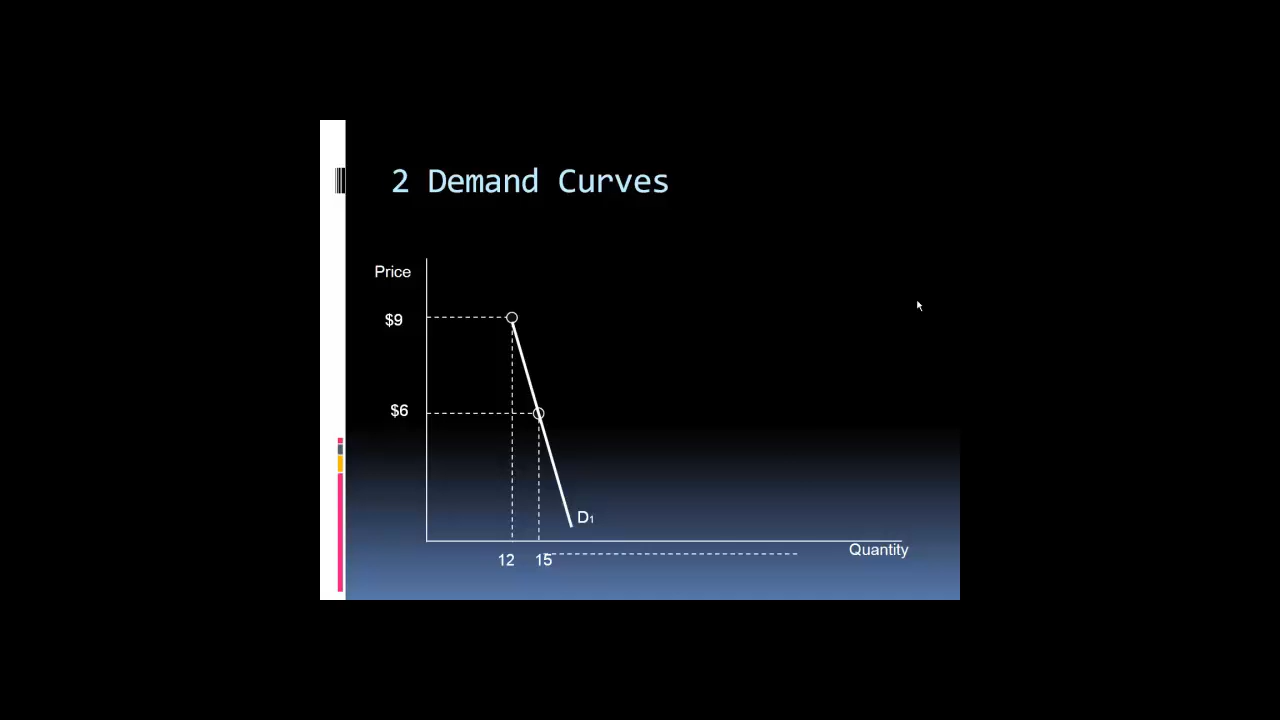 2 Demand Curves
Price
$9
$6
D₁
12 15
Quantity